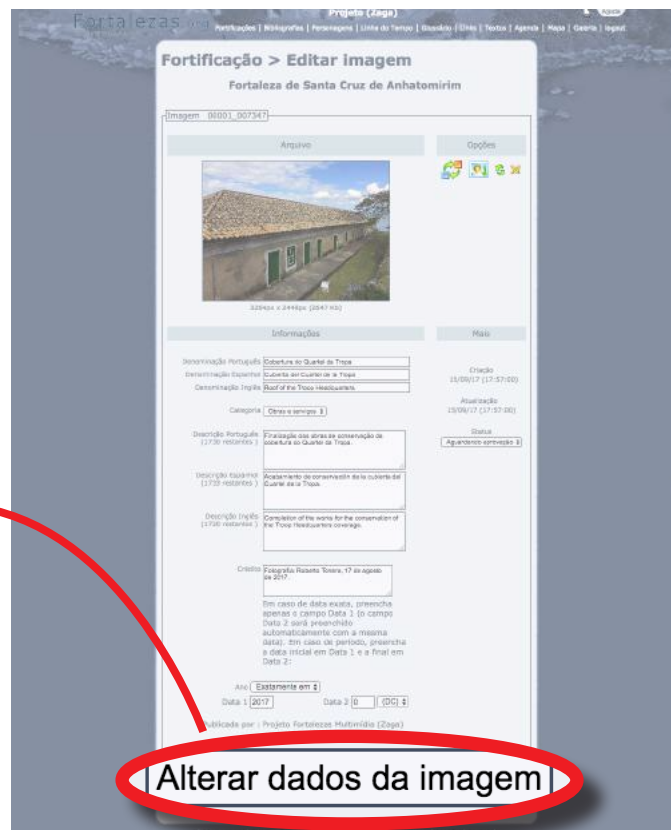 Projeto (Zaga)
Fortalezas.org
Fortificações | Bibliografias | Personagens | Linha do Tempo | Glossário | Links | Textos | Agenda | Mapa | Galeria | logout
Fortificação > Editar imagem
Fortaleza de Santa Cruz de Anhatomirim
Imagem 00001_007347
Arquivo
Opções
3264px x 2448px (2647 Kb)
Informações
Mais
Denominação Português Cobertura do Quartel da Tropa
Denominação Espanhol Cubierta del Cuartel de la Tropa
Denominação Inglês Roof of the Troop Headquarters
Criação
15/09/17 (17:57:00)
Categoria Obras e serviços
Atualização
15/09/17 (17:57:00)
Status
Aguardando aprovação
Descrição Português
(1730 restantes ) Finalização das obras de conservação da
cobertura do Quartel da Tropa.
Descrição Espanhol
Acabamiento de conservación de la cubierta del
Cuartel de la Tropa.
Descrição Inglês
Completion of the works for the conservation of
the Troop Headquarters coverage.
Créditos Fotografia: Roberto Tonera, 17 de agosto
de 2017.
Em caso de data exata, preencha
apenas o campo Data 1 (o campo
Data 2 será preenchido
automaticamente com a mesma
data). Em caso de período, preencha
a data inicial em Data 1 e a final em
Data 2:
Ano Exatamente em
Data 1 2017 Data 2 0 (DC)
Publicada por : Projeto Fortalezas Multimídia (Zaga)
Alterar dados da imagem